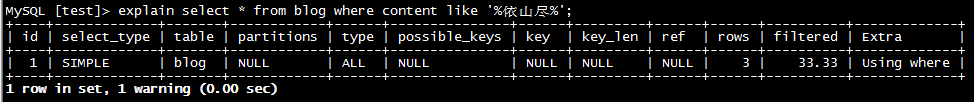 MySQL [test]> explain select * from blog where content like '%依山尽%';
+----+-------------+-------+------------+------+---------------+------+---------+------+------+----------+-------------+
| id | select_type | table | partitions | type | possible_keys | key | key_len | ref | rows | filtered | Extra |
+----+-------------+-------+------------+------+---------------+------+---------+------+------+----------+-------------+
| 1 | SIMPLE | blog | NULL | ALL | NULL | NULL | NULL | NULL | 3 | 33.33 | Using where |
+----+-------------+-------+------------+------+---------------+------+---------+------+------+----------+-------------+
1 row in set, 1 warning (0.00 sec)